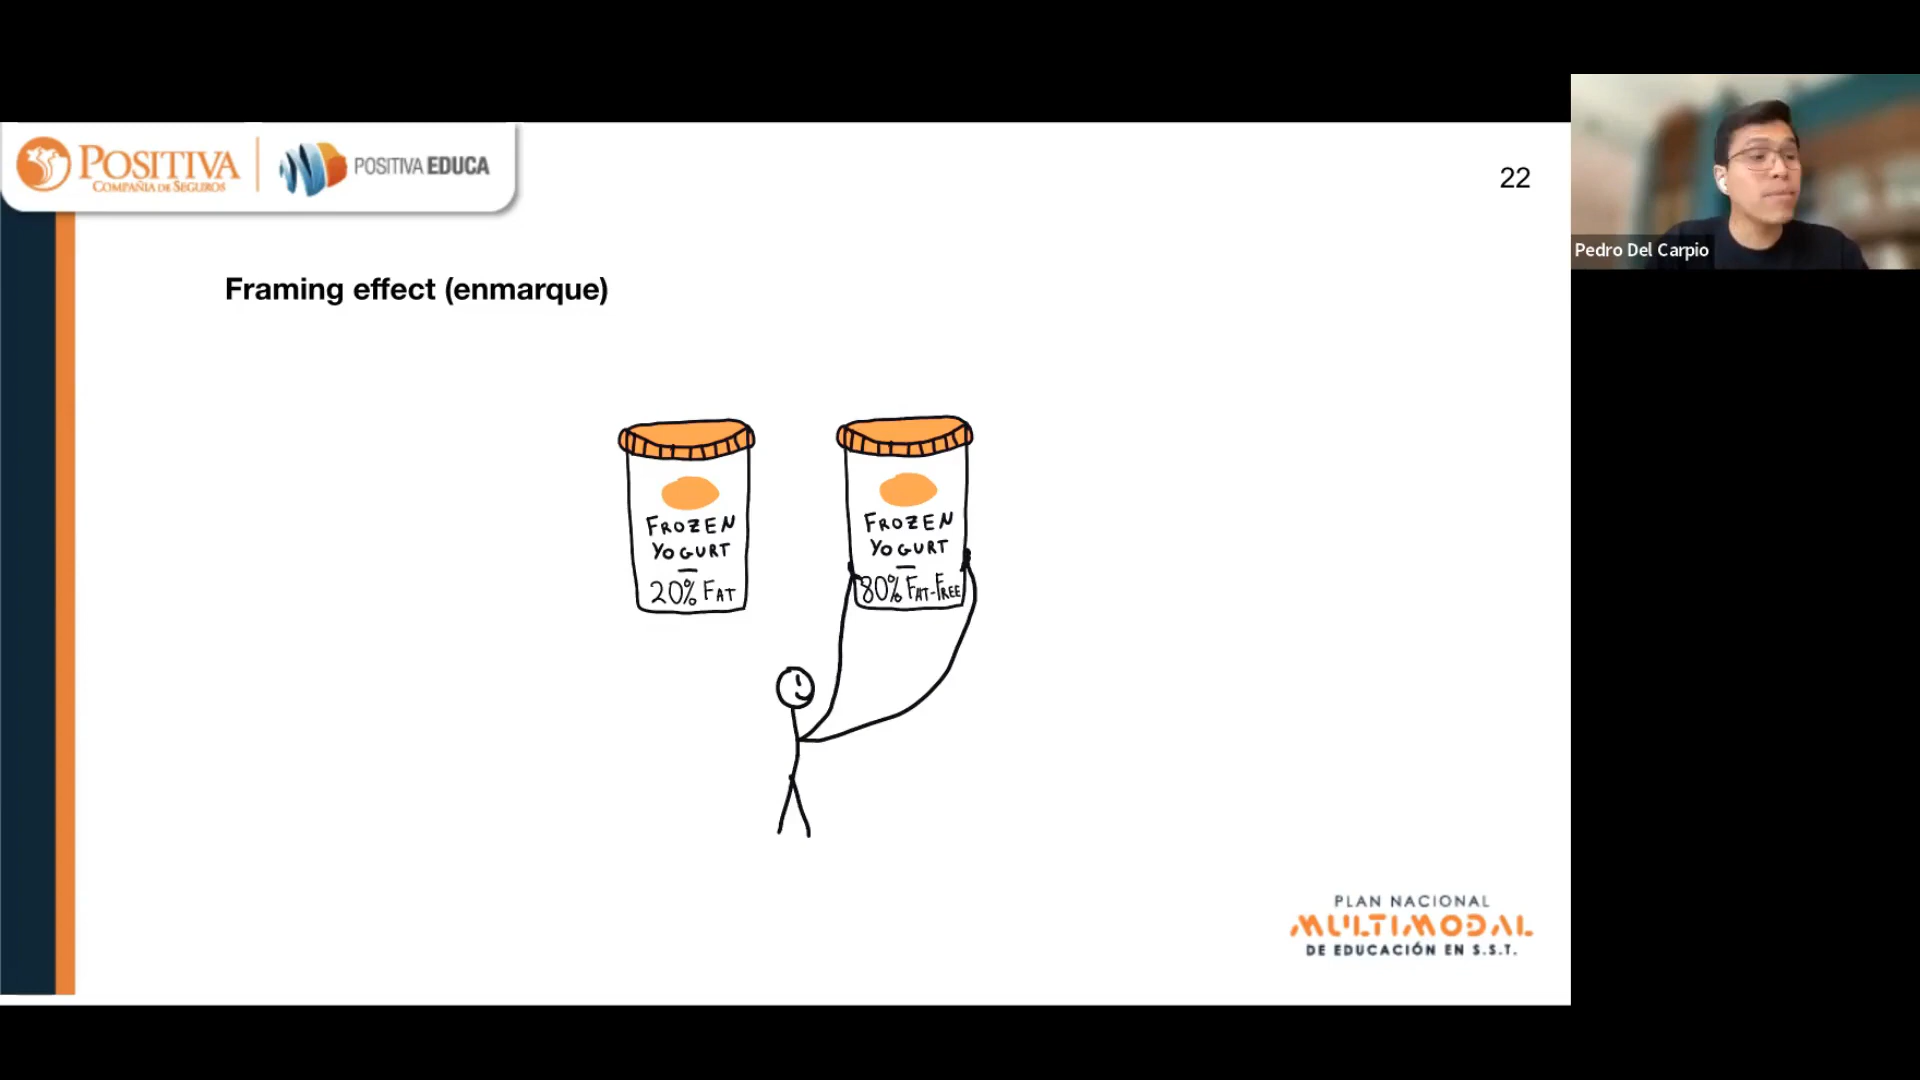 POSITIVA
COMPAÑIA DE SEGUROS
POSITIVA EDUCA
22
Pedro Del Carpio
Framing effect (enmarque)
FROZEN
YOGURT
20% FAT
FROZEN
YOGURT
80% FAT-FREE
PLAN NACIONAL
MULTIMODAL
DE EDUCACIÓN EN S.S.T.